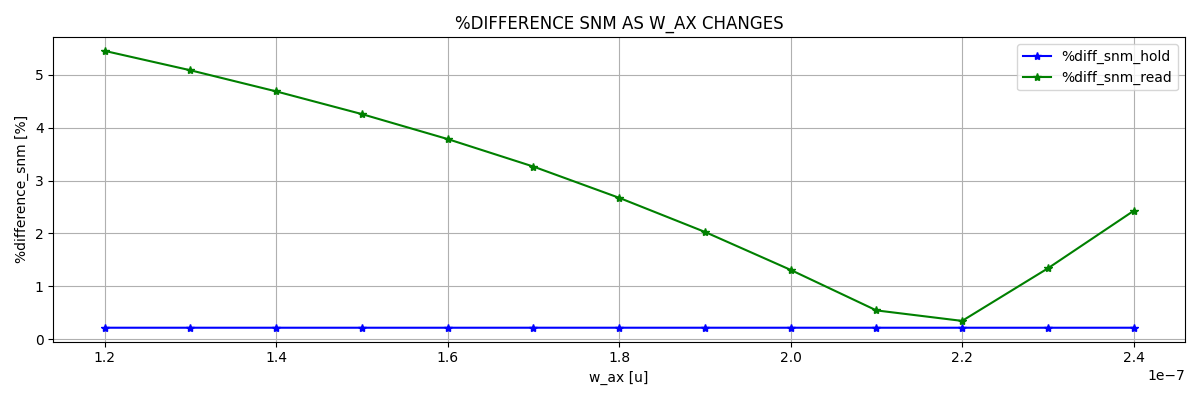 %DIFFERENCE SNM AS W_AX CHANGES
%diff_snm_hold
%diff_snm_read
%difference_snm [%]
5
4
3
2
1
0
1.2 1.4 1.6 1.8 2.0 2.2 2.4
1e−7
w_ax [u]